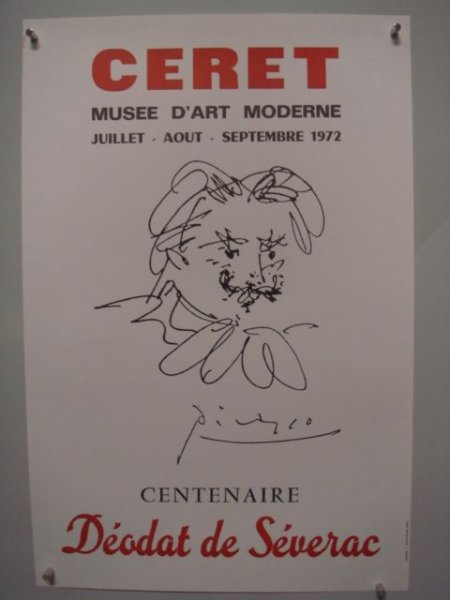 CERET
MUSEE D'ART MODERNE
JUILLET - AOUT - SEPTEMBRE 1972
picasso
CENTENAIRE
Déodat de Séverac